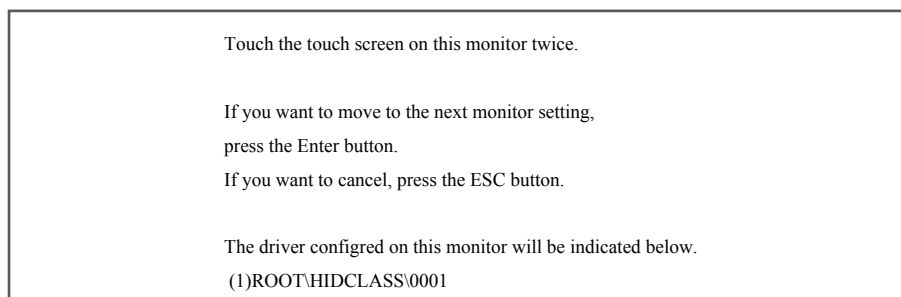 Touch the touch screen on this monitor twice.
If you want to move to the next monitor setting,
press the Enter button.
If you want to cancel, press the ESC button.
The driver configred on this monitor will be indicated below.
(1)ROOT\HIDCLASS\0001